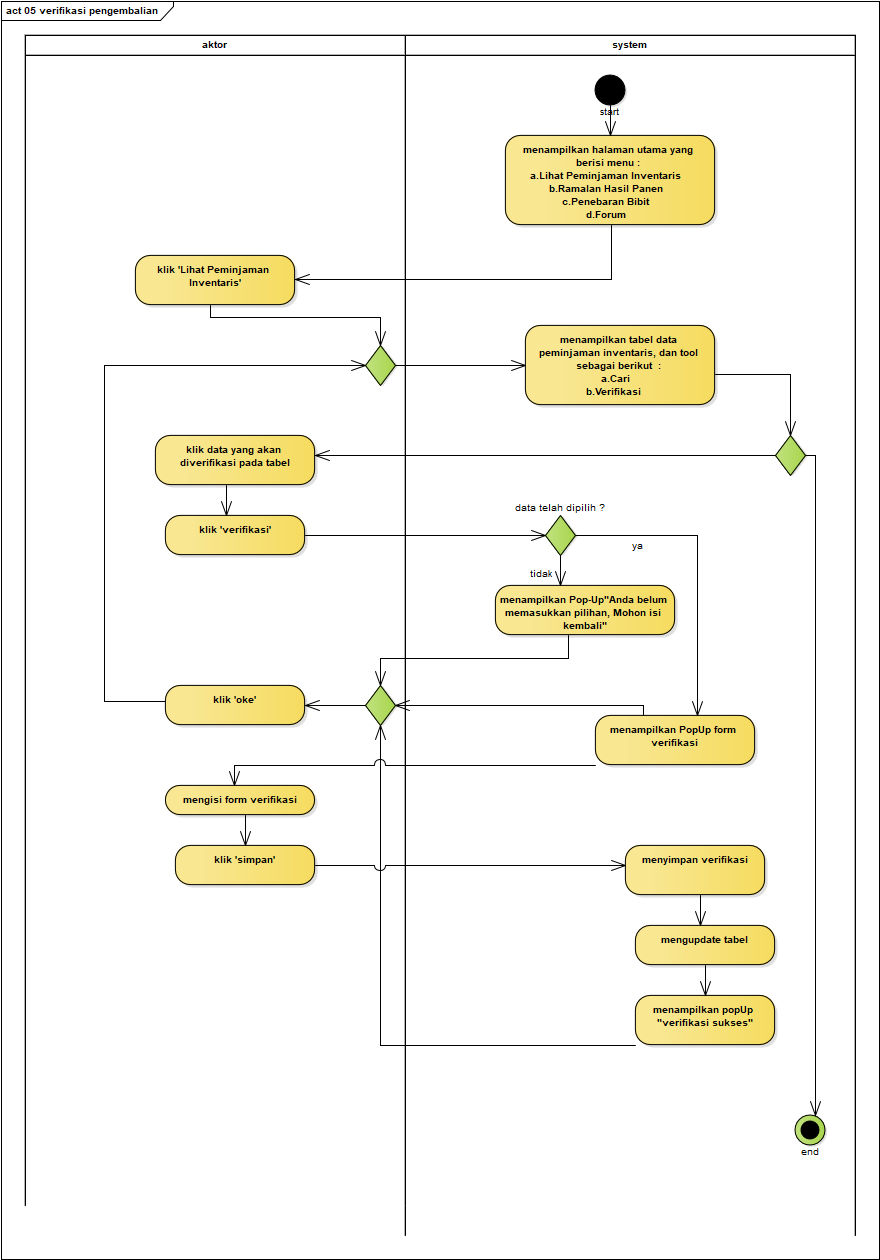 act 05 verifikasi pengembalian
aktor
system
start
menampilkan halaman utama yang
berisi menu :
a.Lihat Peminjaman Inventaris
b.Ramalan Hasil Panen
c.Penebaran Bibit
d.Forum
klik 'Lihat Peminjaman
Inventaris'
menampilkan tabel data
peminjaman inventaris, dan tool
sebagai berikut :
a.Cari
b.Verifikasi
klik data yang akan
diverifikasi pada tabel
klik 'verifikasi'
data telah dipilih ?
ya
tidak
menampilkan Pop-Up"Anda belum
memasukkan pilihan, Mohon isi
kembali"
klik 'oke'
menampilkan PopUp form
verifikasi
mengisi form verifikasi
klik 'simpan'
menyimpan verifikasi
mengupdate tabel
menampilkan popUp
"verifikasi sukses"
end